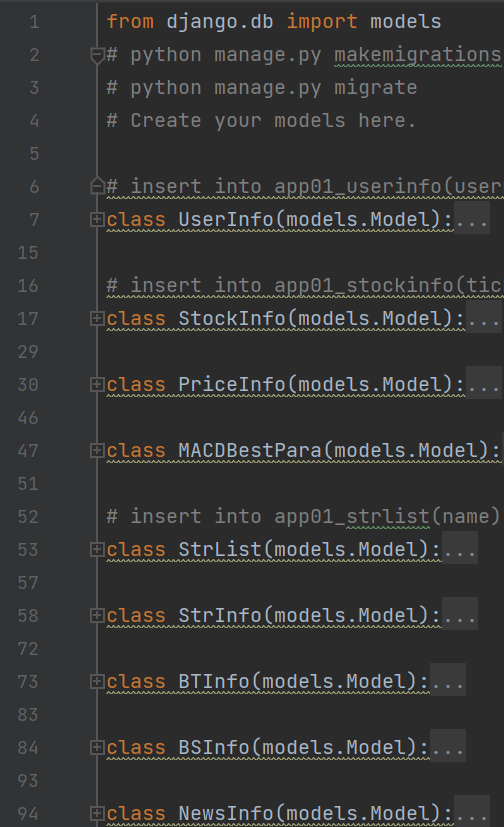 1 from django.db import models
2 # python manage.py makemigrations
3 # python manage.py migrate
4 # Create your models here.
5
6 # insert into app01_userinfo(user
7 class UserInfo(models.Model):...
15
16 # insert into app01_stockinfo(tic
17 class StockInfo(models.Model):...
29
30 class PriceInfo(models.Model):...
46
47 class MACDBestPara(models.Model):
51
52 # insert into app01_strlist(name)
53 class StrList(models.Model):...
57
58 class StrInfo(models.Model):...
72
73 class BTInfo(models.Model):...
83
84 class BSInfo(models.Model):...
93
94 class NewsInfo(models.Model):...